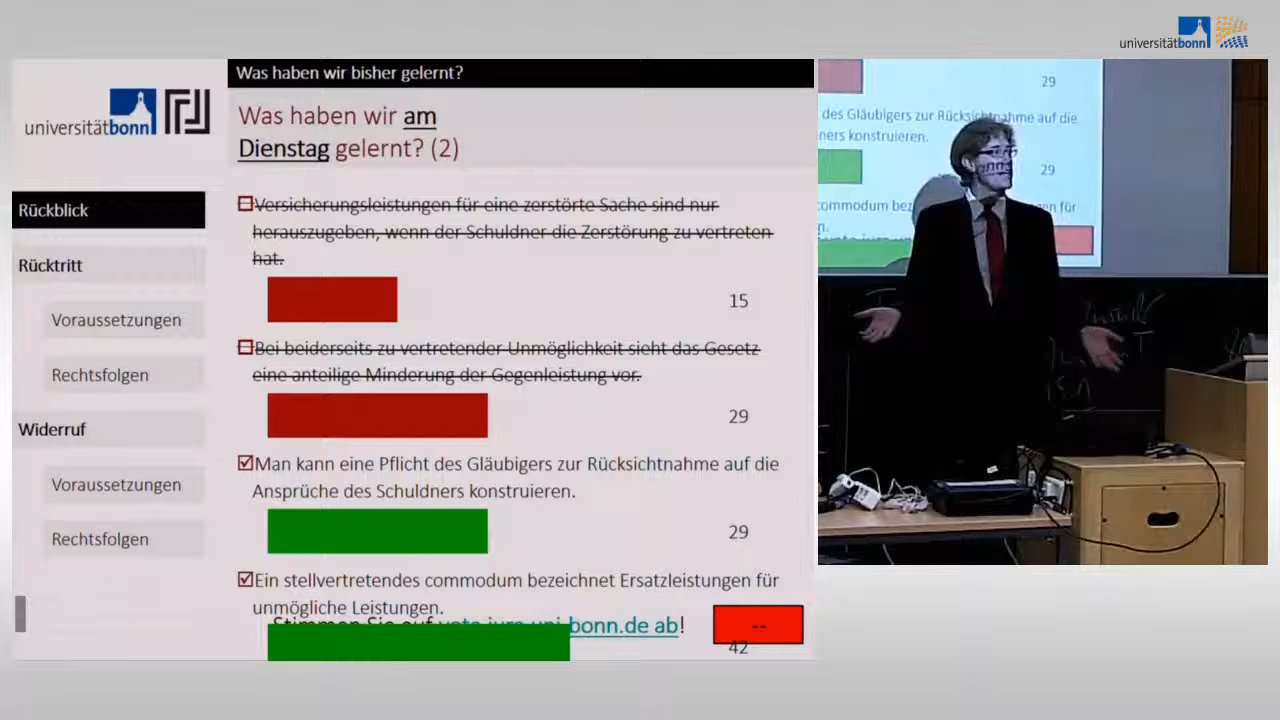 universitätbonn
Was haben wir bisher gelernt?
Was haben wir am
Dienstag gelernt? (2)
universitätbonn
Rückblick
Rücktritt
Voraussetzungen
Rechtsfolgen
Widerruf
Voraussetzungen
Rechtsfolgen
Versicherungsleistungen für eine zerstörte Sache sind nur
herauszugeben, wenn der Schuldner die Zerstörung zu vertreten
hat.
15
Bei beiderseits zu vertretender Unmöglichkeit sieht das Gesetz
eine anteilige Minderung der Gegenleistung vor.
29
Man kann eine Pflicht des Gläubigers zur Rücksichtnahme auf die
Ansprüche des Schuldners konstruieren.
29
Ein stellvertretendes commodum bezeichnet Ersatzleistungen für
unmögliche Leistungen.
Stimmen Sie auf vote.jura.uni-bonn.de ab!
--
42
29
des Gläubigers zur Rücksichtnahme auf die
ners konstruieren.
29
commodum bez
en für